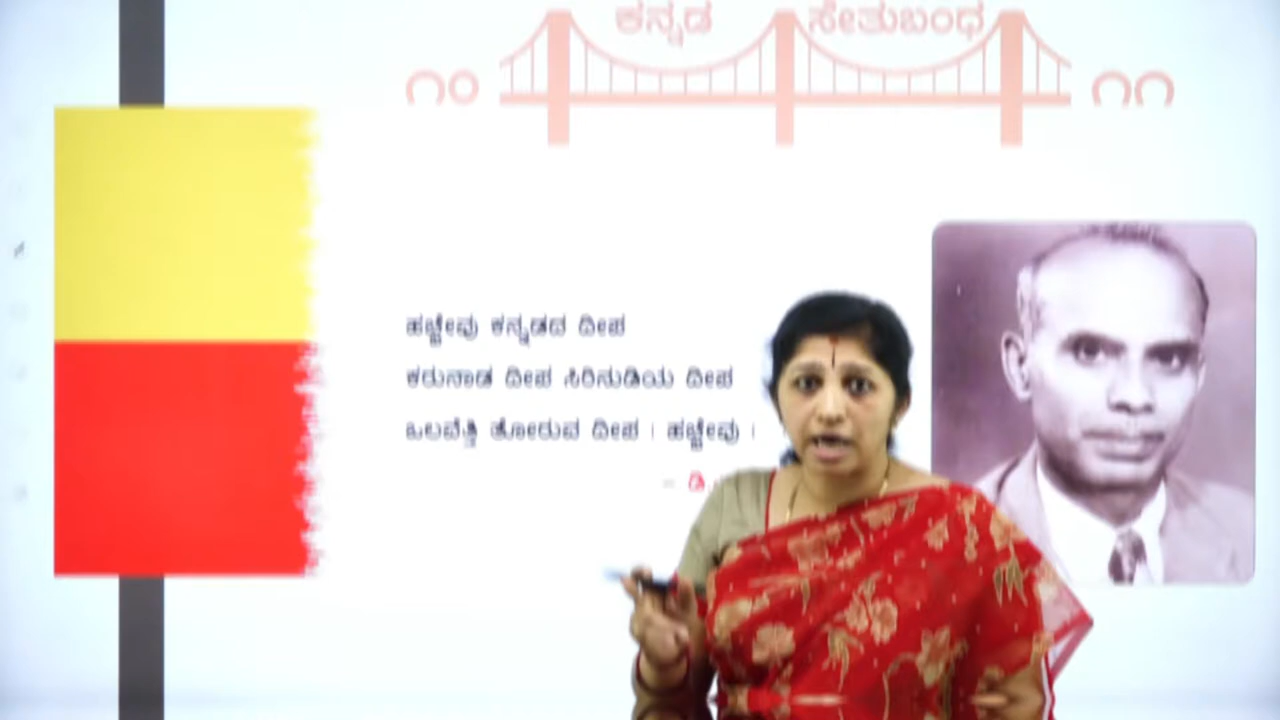 ಕನ್ನಡ ಸೇತುಬಂಧ
೧೦ ೧೧
ಹಚ್ಚೇವು ಕನ್ನಡದ ದೀಪ
ಕರುನಾಡ ದೀಪ ಸಿರಿನುಡಿಯ ದೀಪ
ಒಲವೆತ್ತಿ ತೋರುವ ದೀಪ । ಹಚ್ಚೇವು ।
- ಡಿ